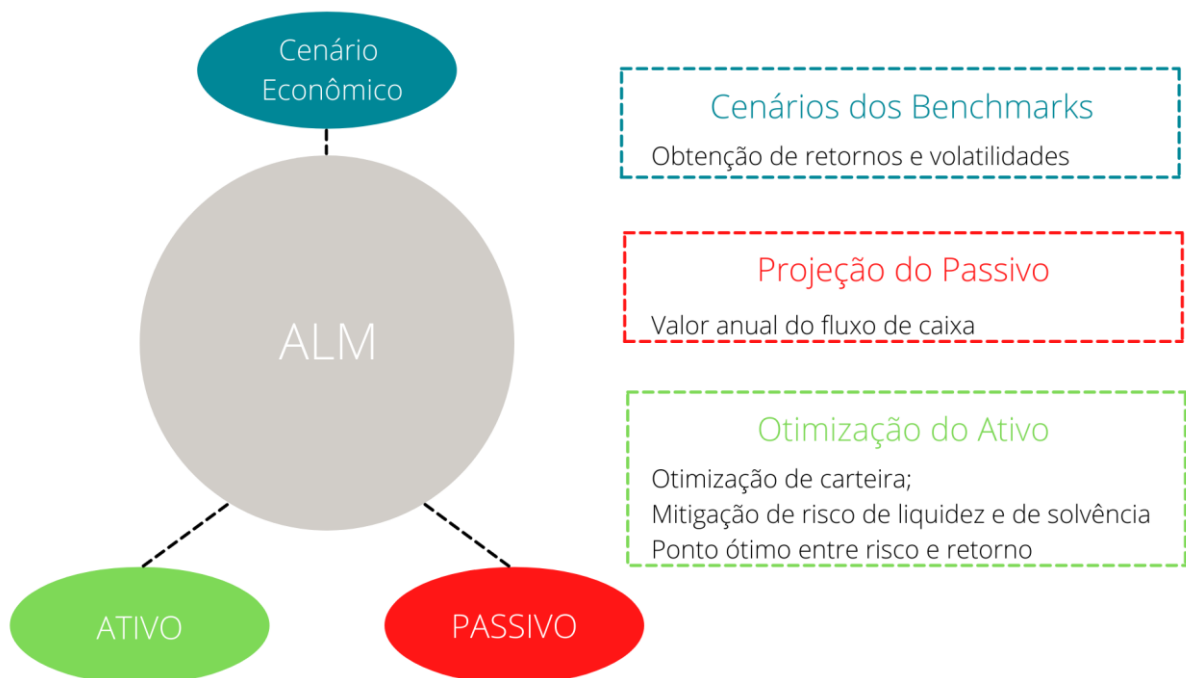 Cenário
Econômico
ALM
ATIVO
PASSIVO
Cenários dos Benchmarks
Obtenção de retornos e volatilidades
Projeção do Passivo
Valor anual do fluxo de caixa
Otimização do Ativo
Otimização de carteira;
Mitigação de risco de liquidez e de solvência
Ponto ótimo entre risco e retorno